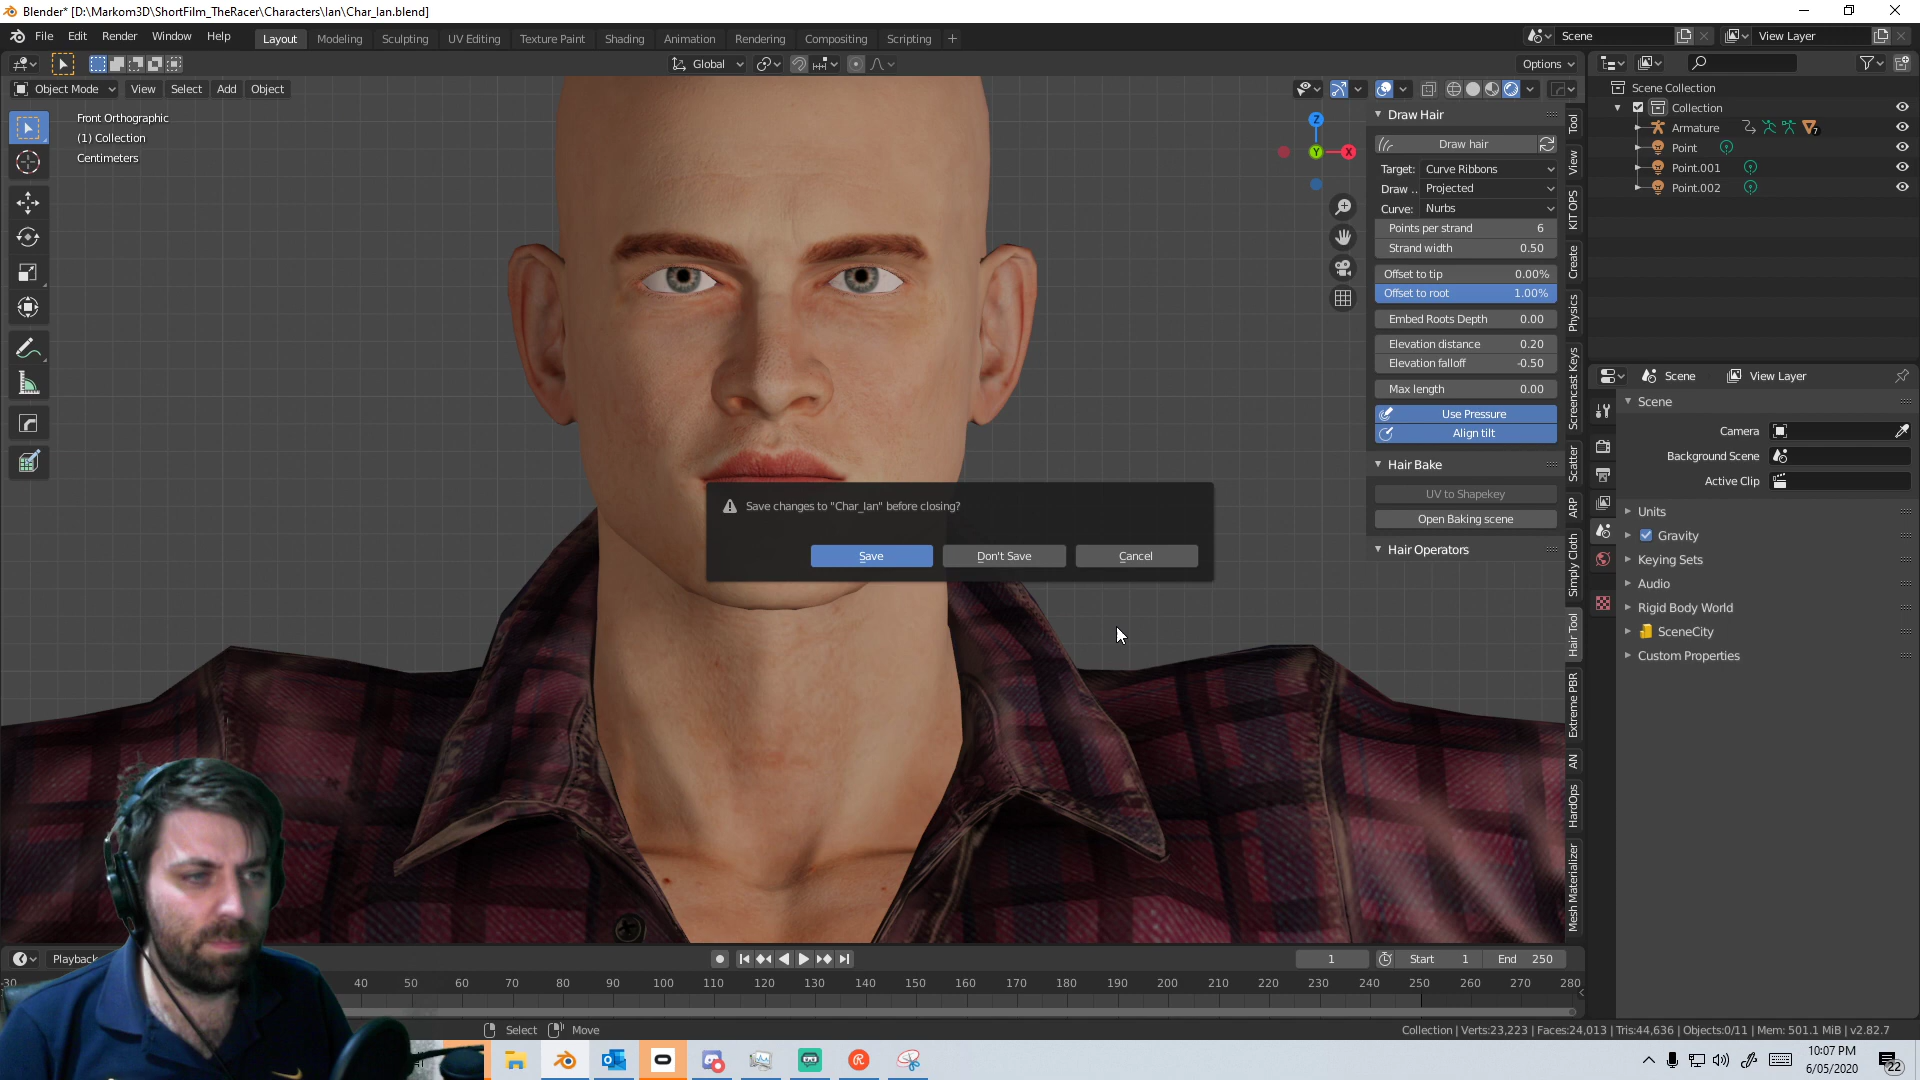 Blender* [D:\Markom3D\ShortFilm_TheRacer\Characters\Ian\Char_Ian.blend]
File Edit Render Window Help
Layout Modeling Sculpting UV Editing Texture Paint Shading Animation Rendering Compositing Scripting +
Scene
View Layer
Global
Options
Object Mode View Select Add Object
Front Orthographic
(1) Collection
Centimeters
Z
Y
X
Draw Hair
Draw hair
Target: Curve Ribbons
Draw .. Projected
Curve: Nurbs
Points per strand 6
Strand width 0.50
Offset to tip 0.00%
Offset to root 1.00%
Embed Roots Depth 0.00
Elevation distance 0.20
Elevation falloff -0.50
Max length 0.00
Use Pressure
Align tilt
Hair Bake
UV to Shapekey
Open Baking scene
Hair Operators
Tool
View
KIT OPS
Create
Physics
Screencast Keys
Scatter
ARP
Simply Cloth
Hair Tool
Extreme PBR
AN
HardOps
Mesh Materializer
Scene Collection
Collection
Armature 7
Point
Point.001
Point.002
Scene View Layer
Scene
Camera
Background Scene
Active Clip
Units
Gravity
Keying Sets
Audio
Rigid Body World
SceneCity
Custom Properties
Save changes to "Char_Ian" before closing?
Save Don't Save Cancel
Playback
1 Start 1 End 250
-30 40 50 60 70 80 90 100 110 120 130 140 150 160 170 180 190 200 210 220 230 240 250 260 270 280
Select Move
Collection | Verts:23,223 | Faces:24,013 | Tris:44,636 | Objects:0/11 | Mem: 501.1 MiB | v2.82.7
10:07 PM
6/05/2020
22